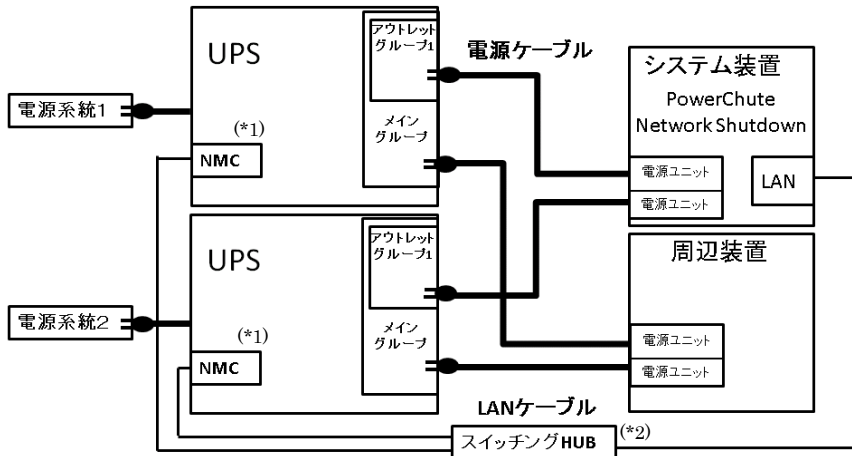 UPS
アウトレット
グループ1
メイン
グループ
電源系統1
(*1)
NMC
電源ケーブル
システム装置
PowerChute
Network Shutdown
電源ユニット
電源ユニット
LAN
UPS
アウトレット
グループ1
メイン
グループ
電源系統2
(*1)
NMC
周辺装置
電源ユニット
電源ユニット
LANケーブル
スイッチングHUB
(*2)